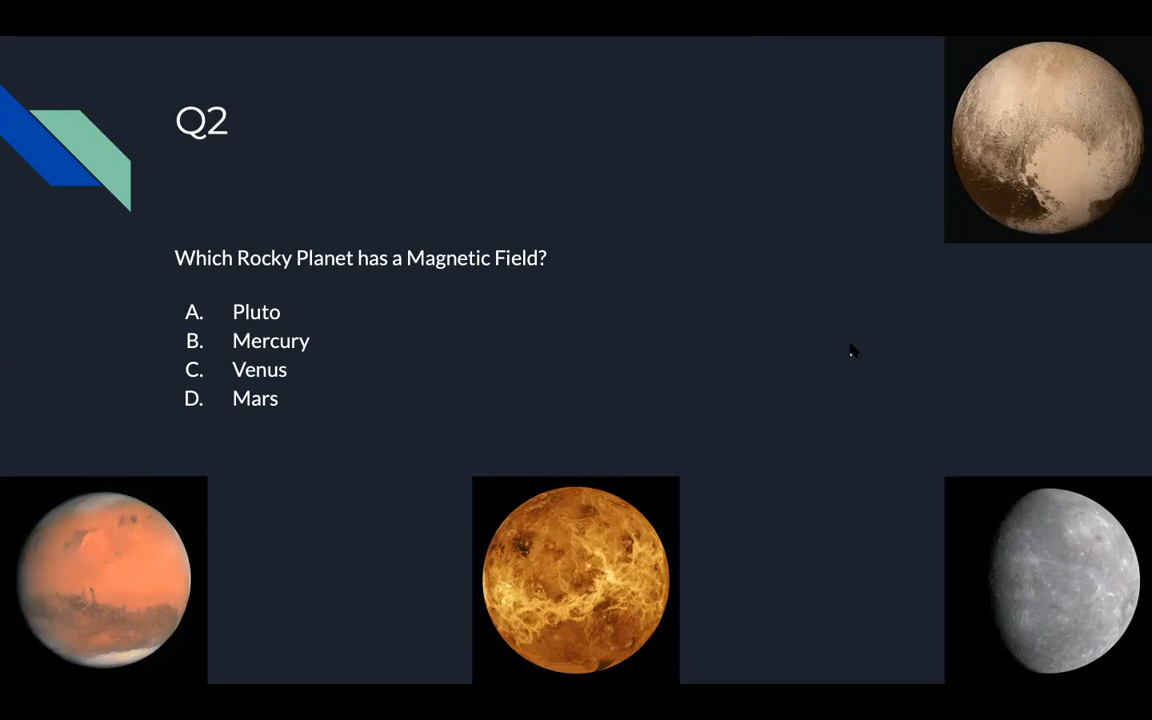 Q2
Which Rocky Planet has a Magnetic Field?
A. Pluto
B. Mercury
C. Venus
D. Mars